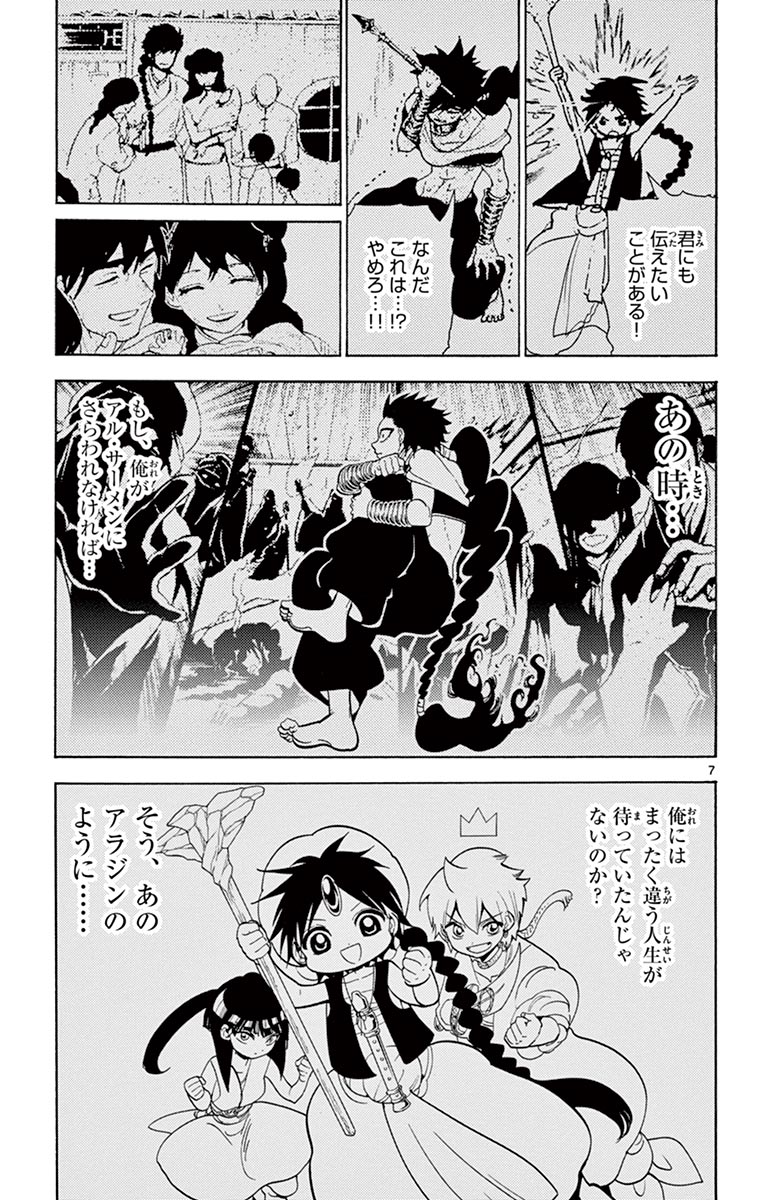 君にも
伝えたい
ことがある!
なんだ
これは…!?
やめろ…!!
あの時…
もし、俺が
アル・サーメンに
さらわれなければ…
7
俺には
まったく違う人生が
待っていたんじゃ
ないのか?
そう、あの
アラジンの
ように……